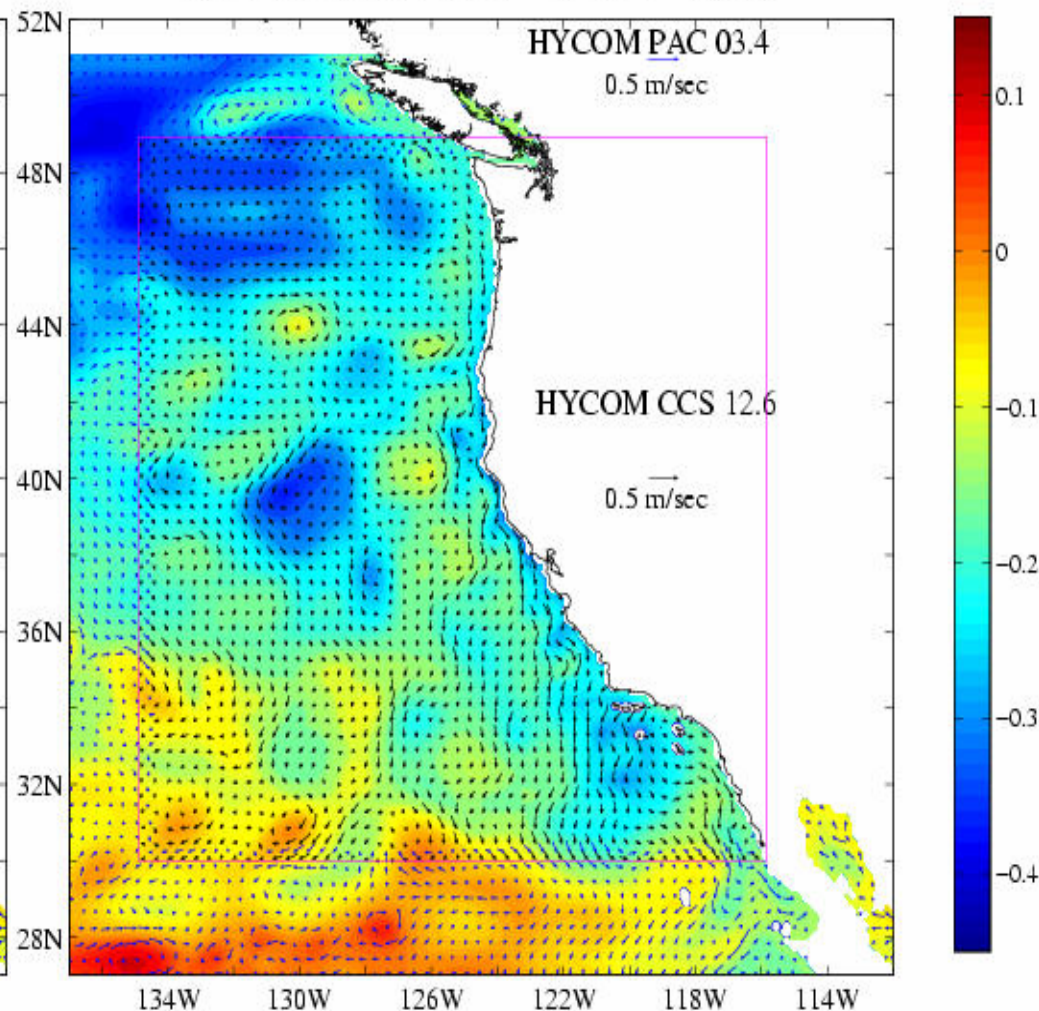 52N
48N
44N
40N
36N
32N
28N
HYCOM PAC 03.4
0.5 m/sec
HYCOM CCS 12.6
0.5 m/sec
134W 130W 126W 122W 118W 114W
0.1
0
−0.1
−0.2
−0.3
−0.4